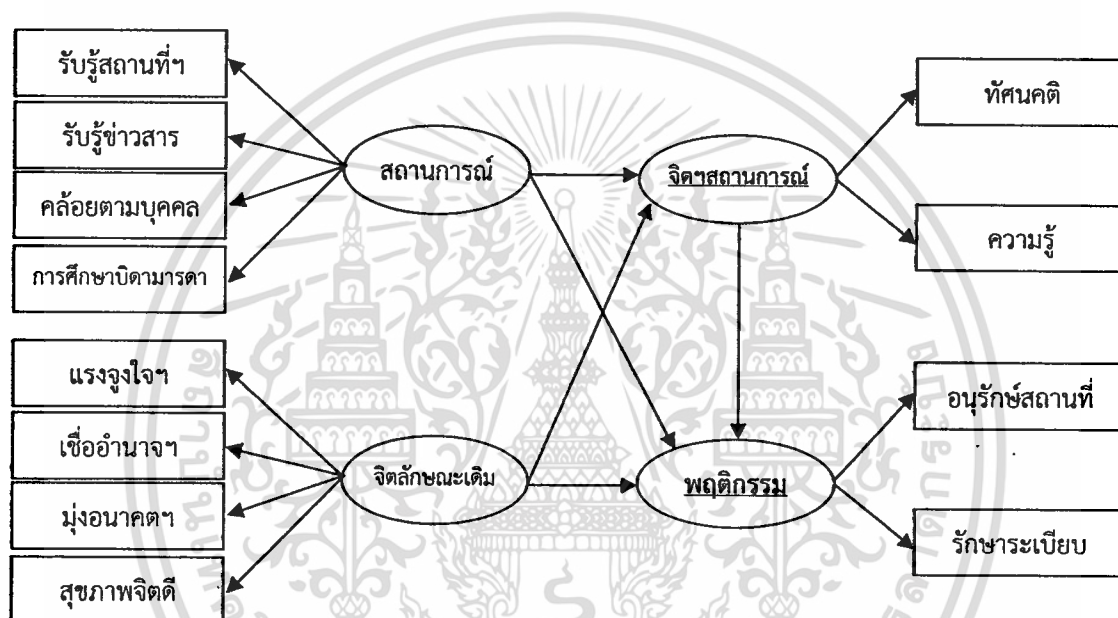 รับรู้สถานที่ฯ
รับรู้ข่าวสาร
คล้อยตามบุคคล
การศึกษาบิดามารดา
สถานการณ์
จิตฯสถานการณ์
ทัศนคติ
ความรู้
แรงจูงใจฯ
เชื่ออำนาจฯ
มุ่งอนาคตฯ
สุขภาพจิตดี
จิตลักษณะเดิม
พฤติกรรม
อนุรักษ์สถานที่
รักษาระเบียบ